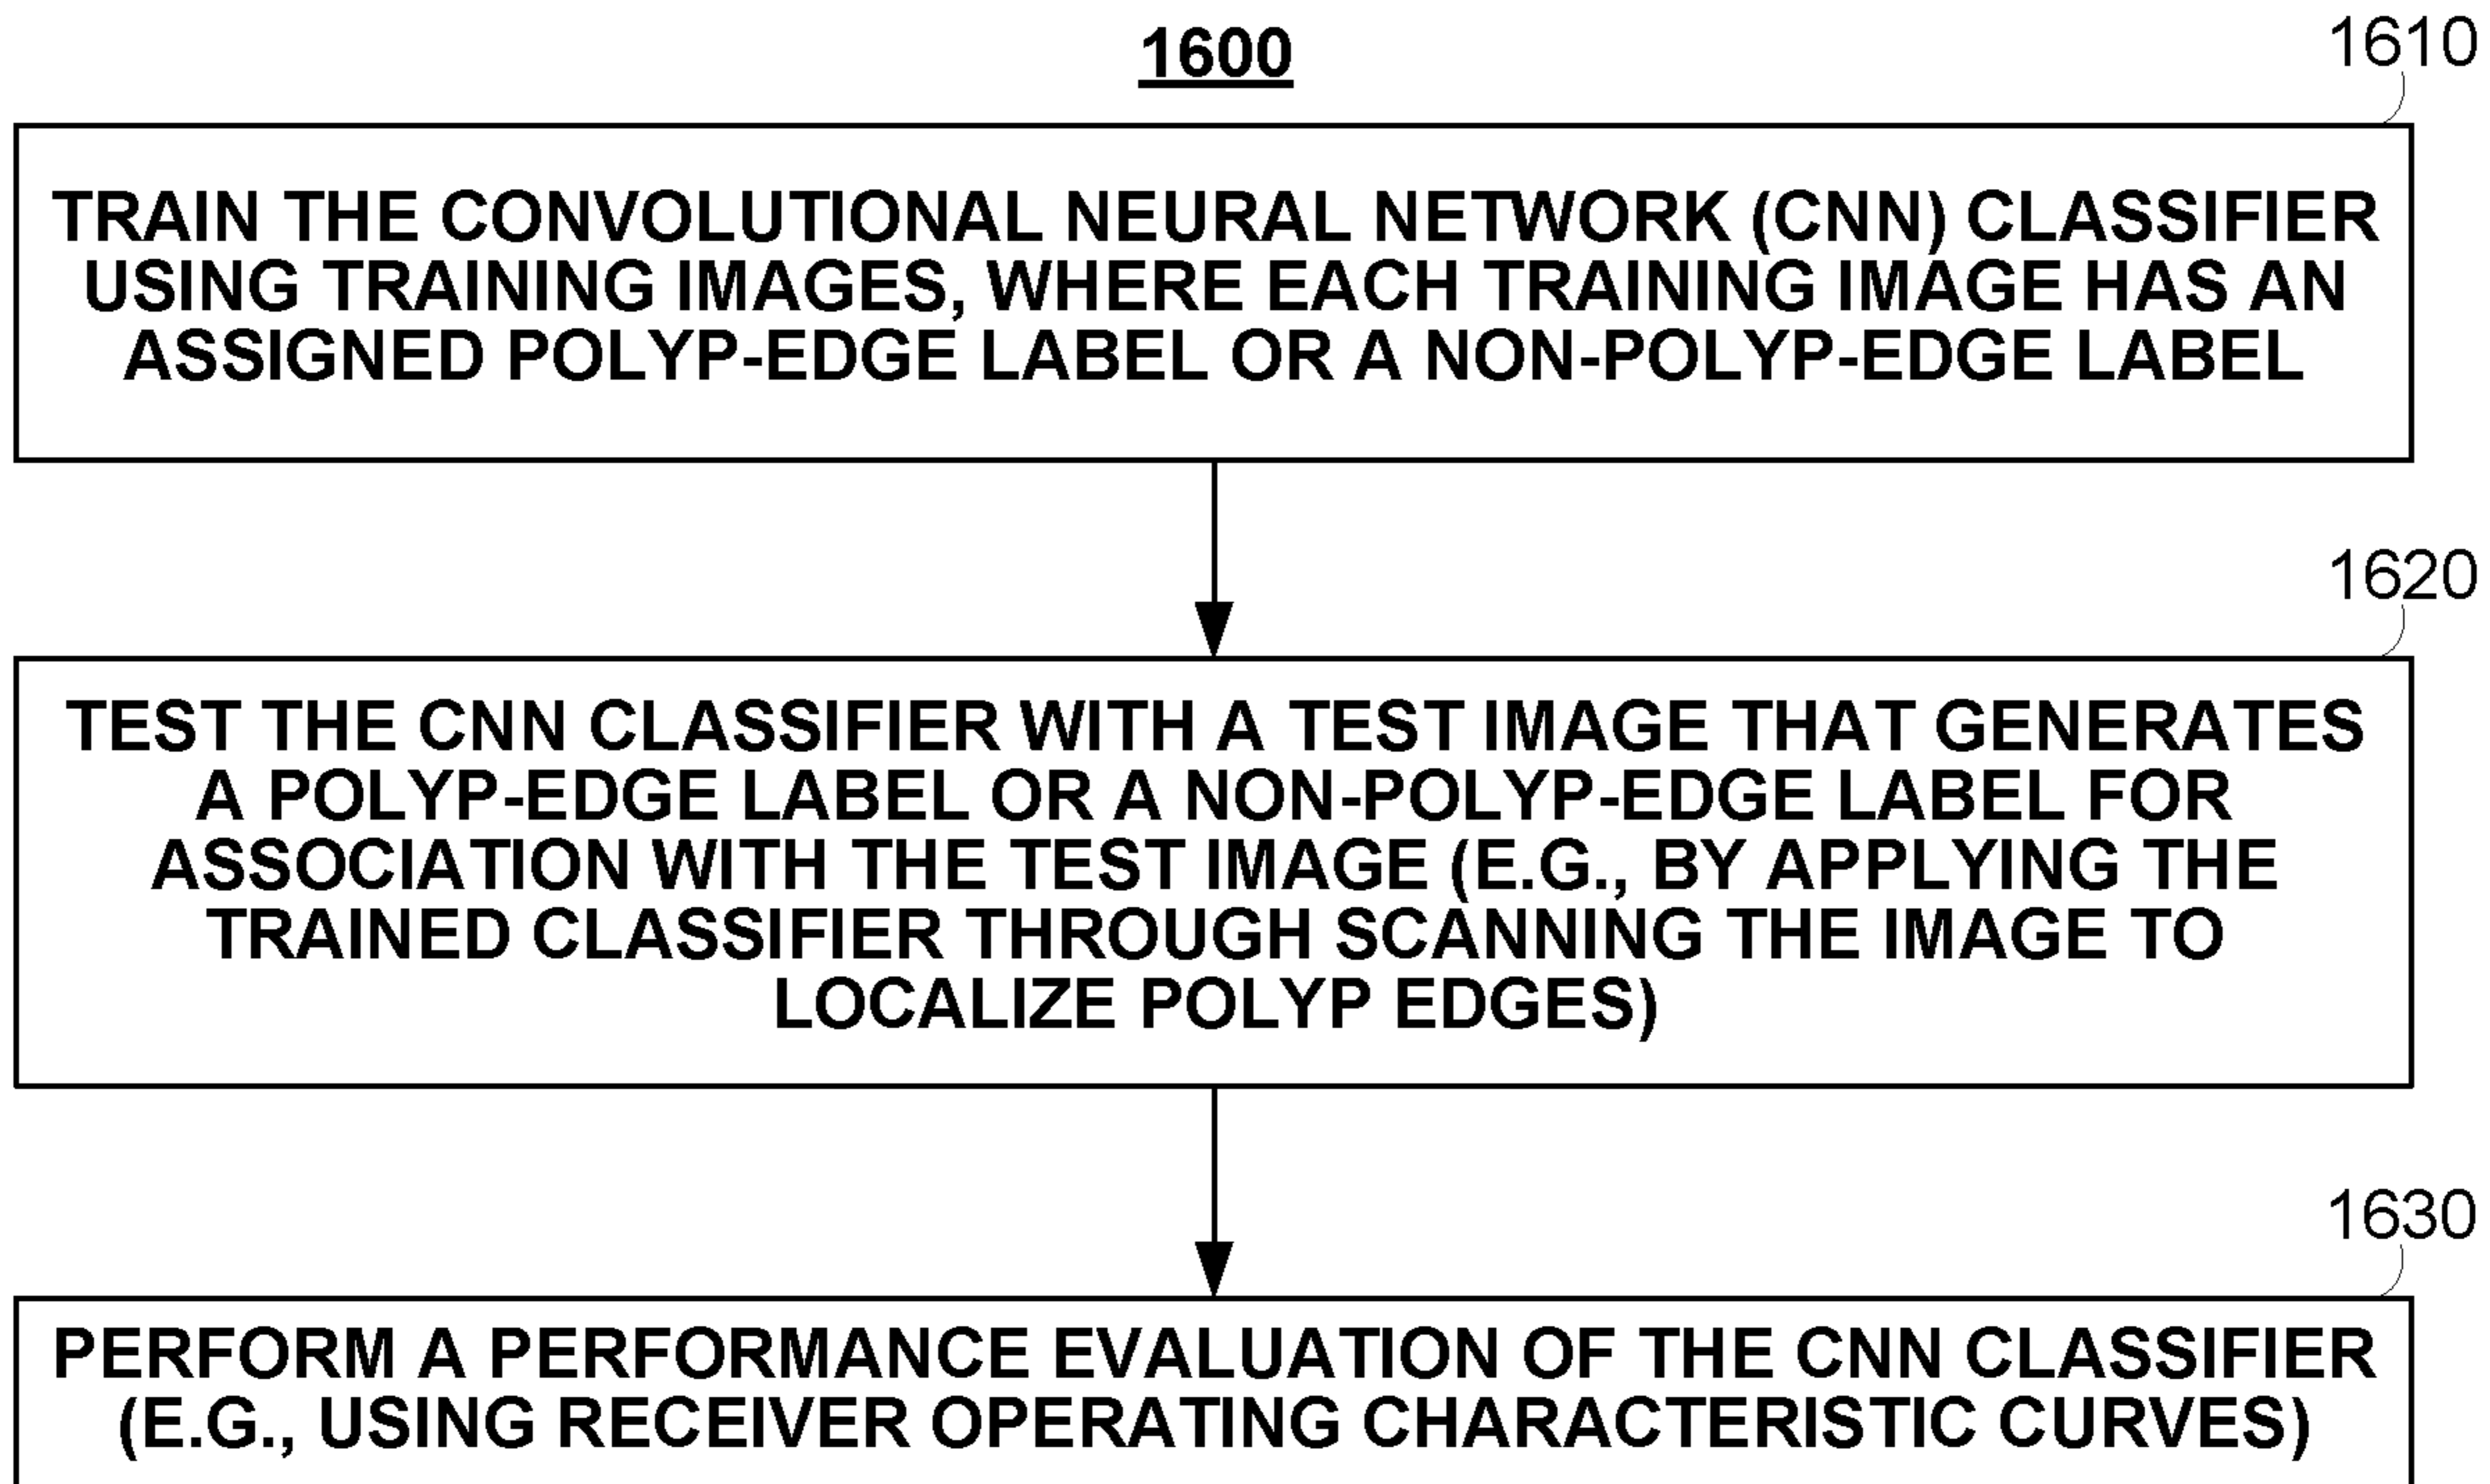 1600
1610
TRAIN THE CONVOLUTIONAL NEURAL NETWORK (CNN) CLASSIFIER
USING TRAINING IMAGES, WHERE EACH TRAINING IMAGE HAS AN
ASSIGNED POLYP-EDGE LABEL OR A NON-POLYP-EDGE LABEL
1620
TEST THE CNN CLASSIFIER WITH A TEST IMAGE THAT GENERATES
A POLYP-EDGE LABEL OR A NON-POLYP-EDGE LABEL FOR
ASSOCIATION WITH THE TEST IMAGE (E.G., BY APPLYING THE
TRAINED CLASSIFIER THROUGH SCANNING THE IMAGE TO
LOCALIZE POLYP EDGES)
1630
PERFORM A PERFORMANCE EVALUATION OF THE CNN CLASSIFIER
(E.G., USING RECEIVER OPERATING CHARACTERISTIC CURVES)